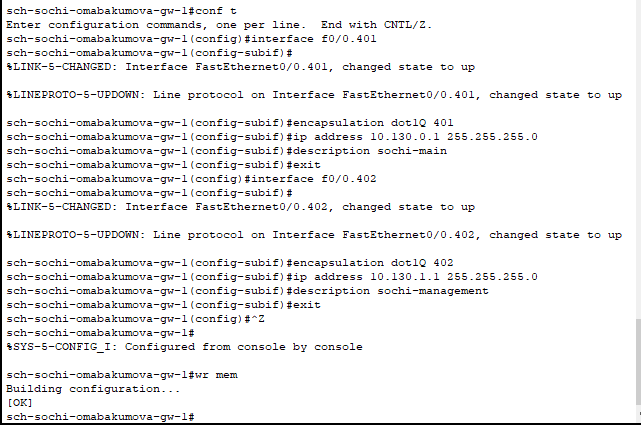 sch-sochi-omabakumova-gw-1#conf t
Enter configuration commands, one per line.  End with CNTL/Z.
sch-sochi-omabakumova-gw-1(config)#interface f0/0.401
sch-sochi-omabakumova-gw-1(config-subif)#
%LINK-5-CHANGED: Interface FastEthernet0/0.401, changed state to up

%LINEPROTO-5-UPDOWN: Line protocol on Interface FastEthernet0/0.401, changed state to up

sch-sochi-omabakumova-gw-1(config-subif)#encapsulation dot1Q 401
sch-sochi-omabakumova-gw-1(config-subif)#ip address 10.130.0.1 255.255.255.0
sch-sochi-omabakumova-gw-1(config-subif)#description sochi-main
sch-sochi-omabakumova-gw-1(config-subif)#exit
sch-sochi-omabakumova-gw-1(config)#interface f0/0.402
sch-sochi-omabakumova-gw-1(config-subif)#
%LINK-5-CHANGED: Interface FastEthernet0/0.402, changed state to up

%LINEPROTO-5-UPDOWN: Line protocol on Interface FastEthernet0/0.402, changed state to up

sch-sochi-omabakumova-gw-1(config-subif)#encapsulation dot1Q 402
sch-sochi-omabakumova-gw-1(config-subif)#ip address 10.130.1.1 255.255.255.0
sch-sochi-omabakumova-gw-1(config-subif)#description sochi-management
sch-sochi-omabakumova-gw-1(config-subif)#exit
sch-sochi-omabakumova-gw-1(config)#^Z
sch-sochi-omabakumova-gw-1#
%SYS-5-CONFIG_I: Configured from console by console

sch-sochi-omabakumova-gw-1#wr mem
Building configuration...
[OK]
sch-sochi-omabakumova-gw-1#